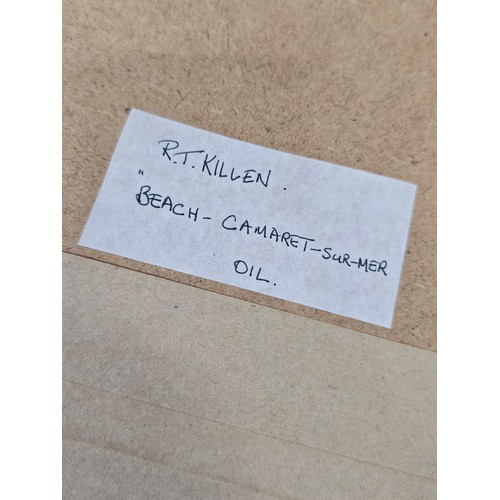 R.T. KILLEN.
"BEACH - CAMARET-SUR-MER
OIL.